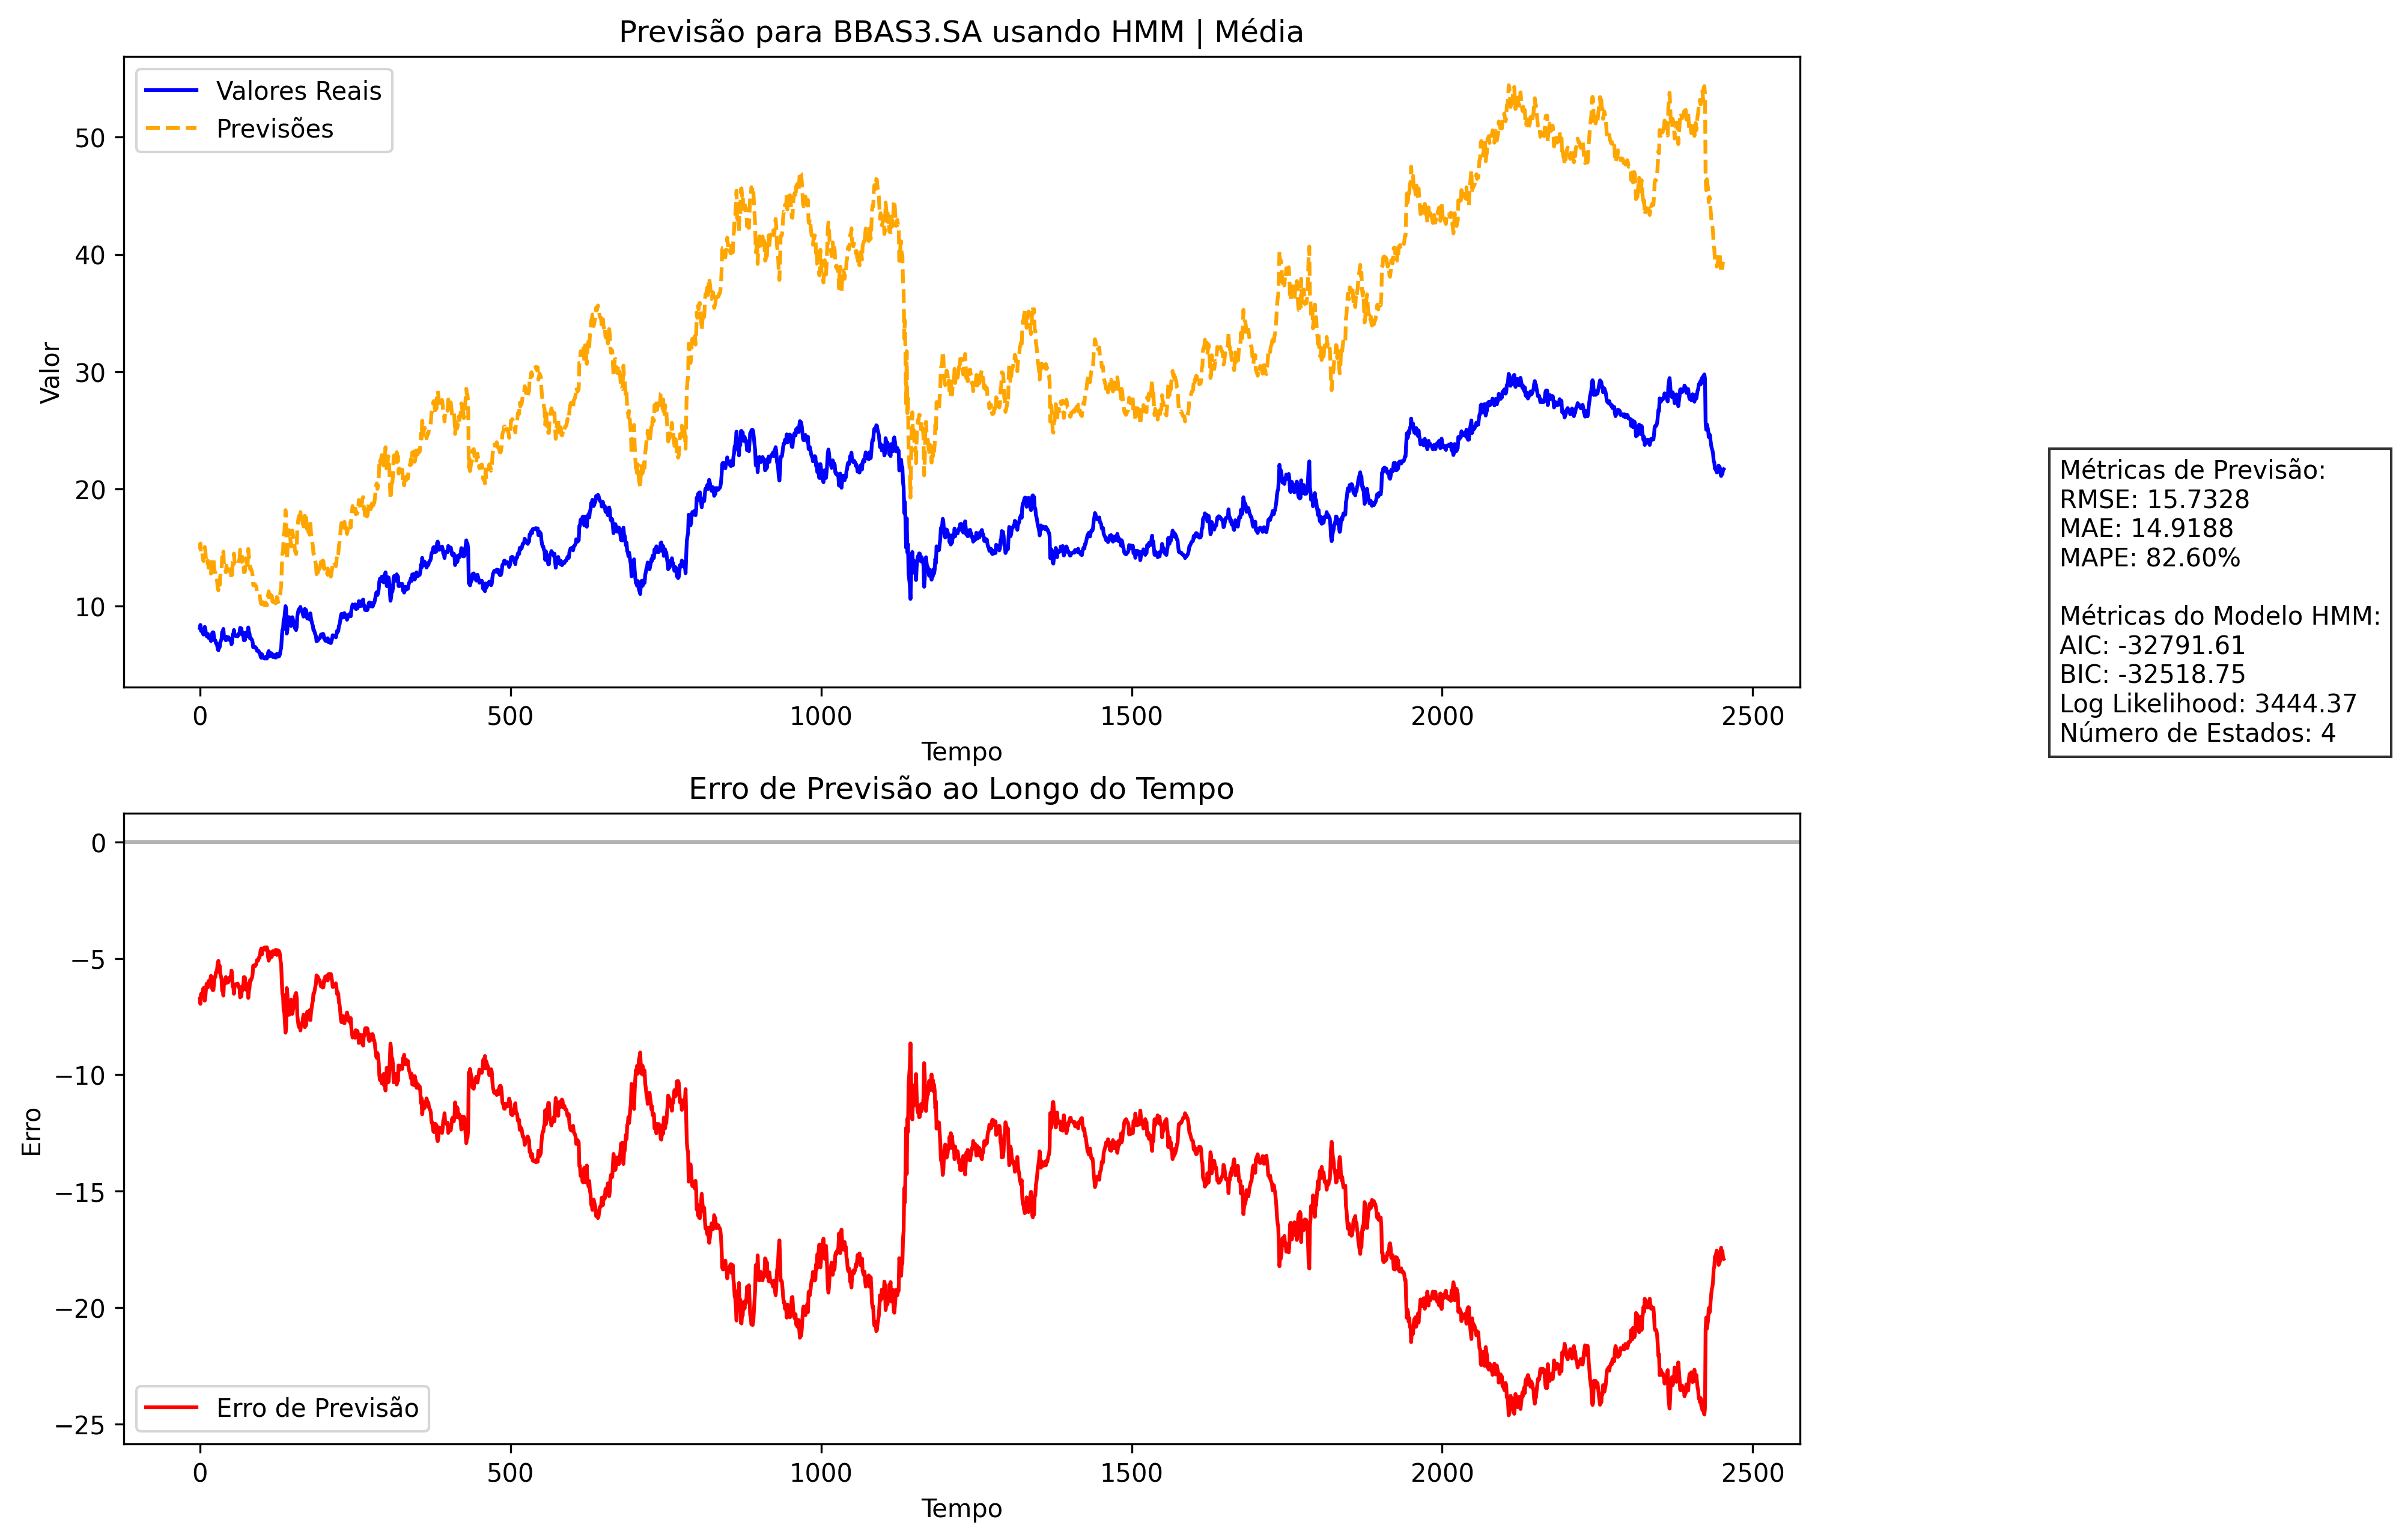 Previsão para BBAS3.SA usando HMM | Média
Valores Reais
Previsões
50
40
30
20
10
Valor
0
500
1000
1500
2000
2500
Tempo
Métricas de Previsão:
RMSE: 15.7328
MAE: 14.9188
MAPE: 82.60%
Métricas do Modelo HMM:
AIC: -32791.61
BIC: -32518.75
Log Likelihood: 3444.37
Número de Estados: 4
Erro de Previsão ao Longo do Tempo
0
−5
−10
−15
−20
−25
Erro
Erro de Previsão
0
500
1000
1500
2000
2500
Tempo